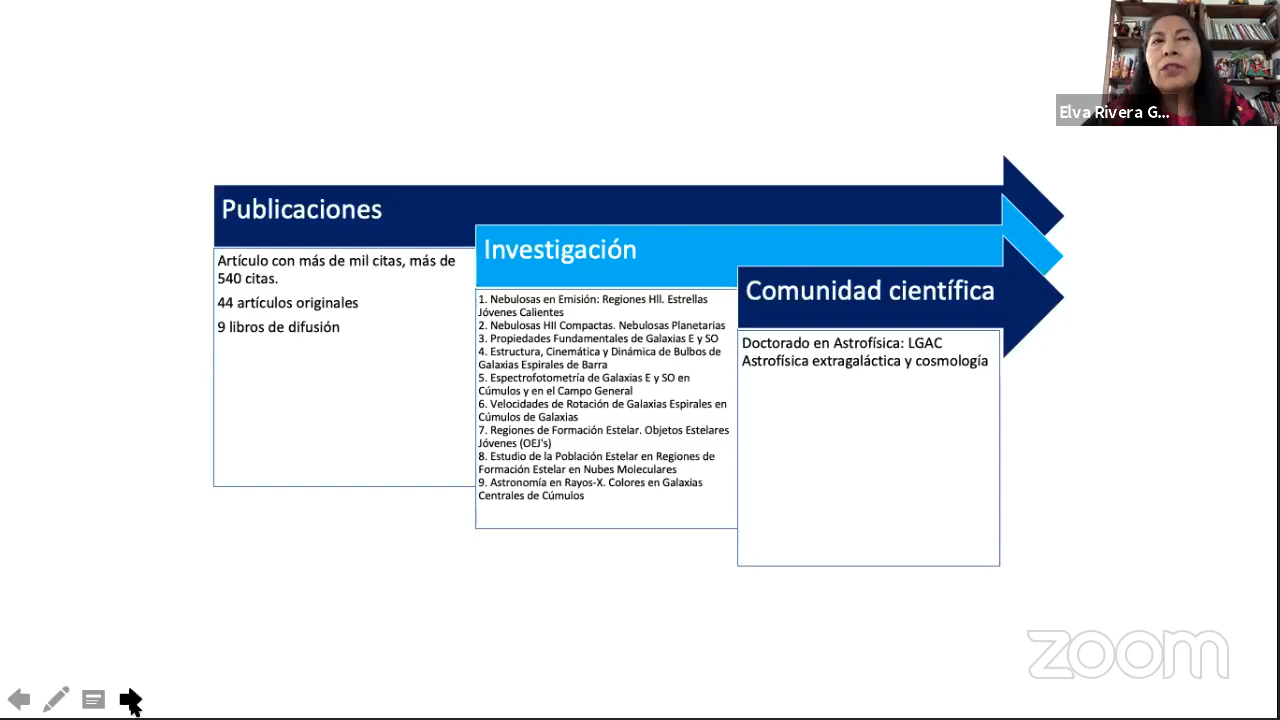 Elva Rivera G...
Publicaciones
Artículo con más de mil citas, más de
540 citas.
44 artículos originales
9 libros de difusión
Investigación
1. Nebulosas en Emisión: Regiones HII. Estrellas
Jóvenes Calientes
2. Nebulosas HII Compactas. Nebulosas Planetarias
3. Propiedades Fundamentales de Galaxias E y SO
4. Estructura, Cinemática y Dinámica de Bulbos de
Galaxias Espirales de Barra
5. Espectrofotometría de Galaxias E y SO en
Cúmulos y en el Campo General
6. Velocidades de Rotación de Galaxias Espirales en
Cúmulos de Galaxias
7. Regiones de Formación Estelar. Objetos Estelares
Jóvenes (OEJ's)
8. Estudio de la Población Estelar en Regiones de
Formación Estelar en Nubes Moleculares
9. Astronomía en Rayos-X. Colores en Galaxias
Centrales de Cúmulos
Comunidad científica
Doctorado en Astrofísica: LGAC
Astrofísica extragaláctica y cosmología
zoom